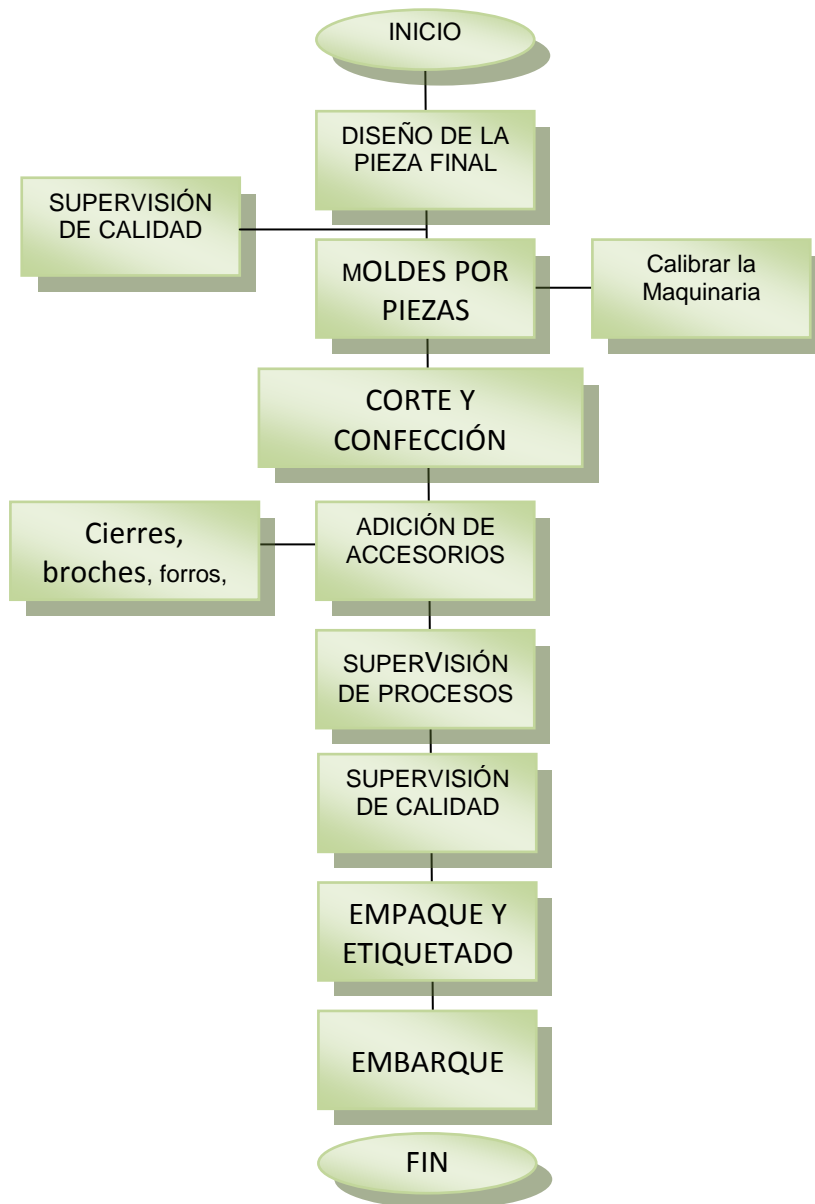 INICIO
DISEÑO DE LA
PIEZA FINAL
SUPERVISIÓN
DE CALIDAD
MOLDES POR
PIEZAS
Calibrar la
Maquinaria
CORTE Y
CONFECCIÓN
Cierres,
broches, forros,
ADICIÓN DE
ACCESORIOS
SUPERVISIÓN
DE PROCESOS
SUPERVISIÓN
DE CALIDAD
EMPAQUE Y
ETIQUETADO
EMBARQUE
FIN